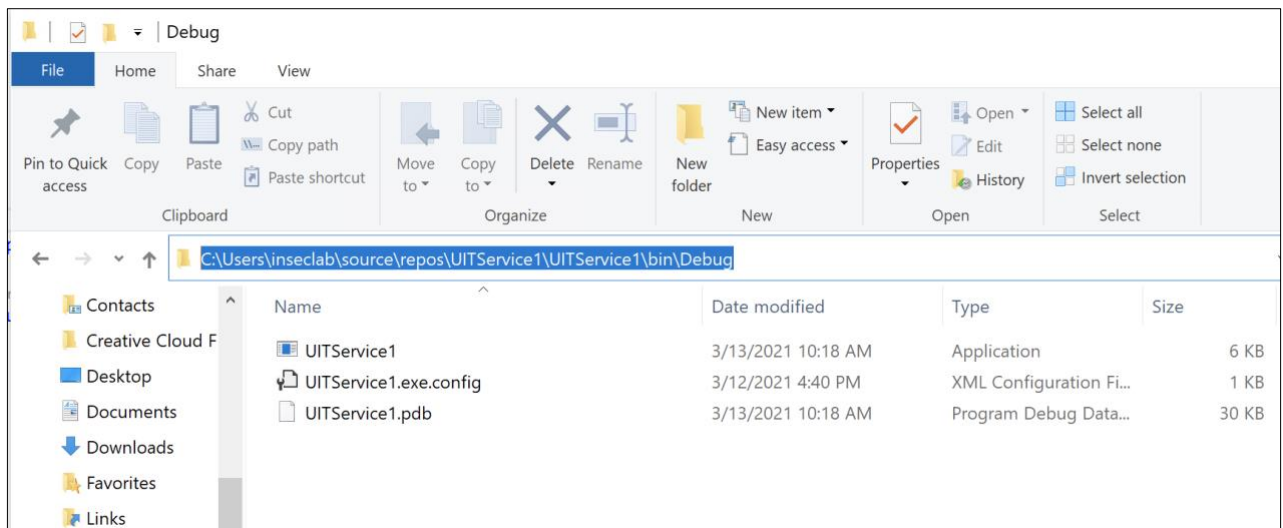 Debug
File Home Share View
Pin to Quick access
Copy
Paste
Cut
Copy path
Paste shortcut
Clipboard
Move to
Copy to
Delete
Rename
Organize
New folder
New item
Easy access
New
Properties
Open
Edit
History
Open
Select all
Select none
Invert selection
Select
C:\Users\inseclab\source\repos\UITService1\UITService1\bin\Debug
Contacts
Creative Cloud F
Desktop
Documents
Downloads
Favorites
Links
Name Date modified Type Size
UITService1 3/13/2021 10:18 AM Application 6 KB
UITService1.exe.config 3/12/2021 4:40 PM XML Configuration Fi... 1 KB
UITService1.pdb 3/13/2021 10:18 AM Program Debug Data... 30 KB